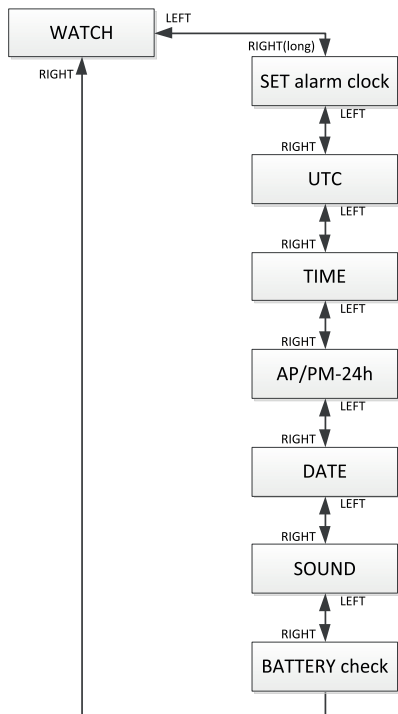 LEFT
WATCH
RIGHT(long)
RIGHT
SET alarm clock
LEFT
RIGHT
UTC
LEFT
RIGHT
TIME
LEFT
RIGHT
AP/PM-24h
LEFT
RIGHT
DATE
LEFT
RIGHT
SOUND
LEFT
RIGHT
BATTERY check